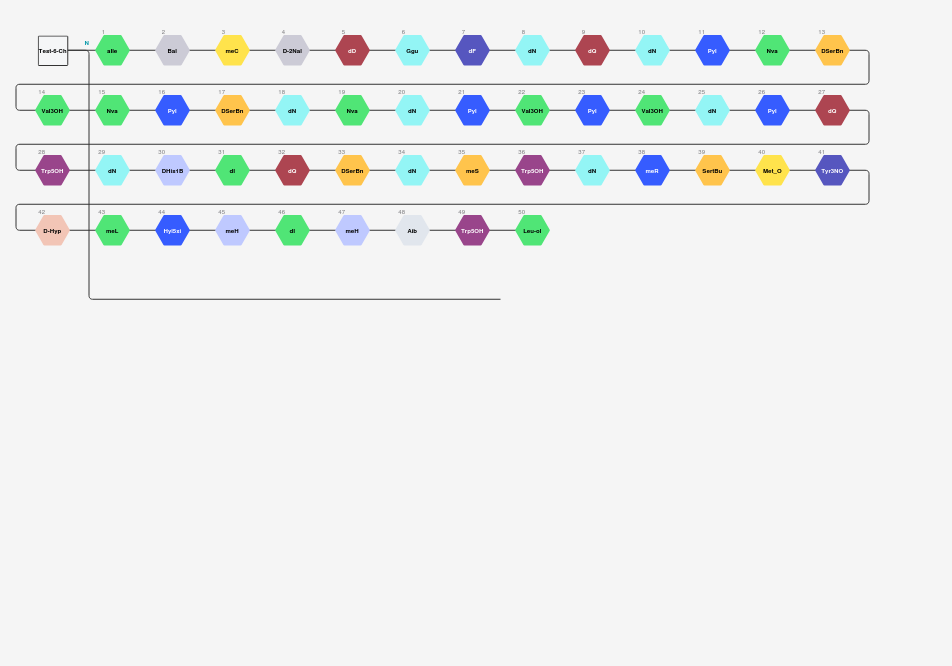 1 2 3 4 5 6 7 8 9 10 11 12 13
Test-6-Ch N aIle Bal meC D-2Nal dD Ggu dF dN dQ dN Pyl Nva DSerBn
14 15 16 17 18 19 20 21 22 23 24 25 26 27
Val3OH Nva Pyl DSerBn dN Nva dN Pyl Val3OH Pyl Val3OH dN Pyl dQ
28 29 30 31 32 33 34 35 36 37 38 39 40 41
Trp5OH dN DHis1B dI dQ DSerBn dN meS Trp5OH dN meR SertBu Met_O Tyr3NO
42 43 44 45 46 47 48 49 50
D-Hyp meL Hyl5xi meH dI meH Aib Trp5OH Leu-ol